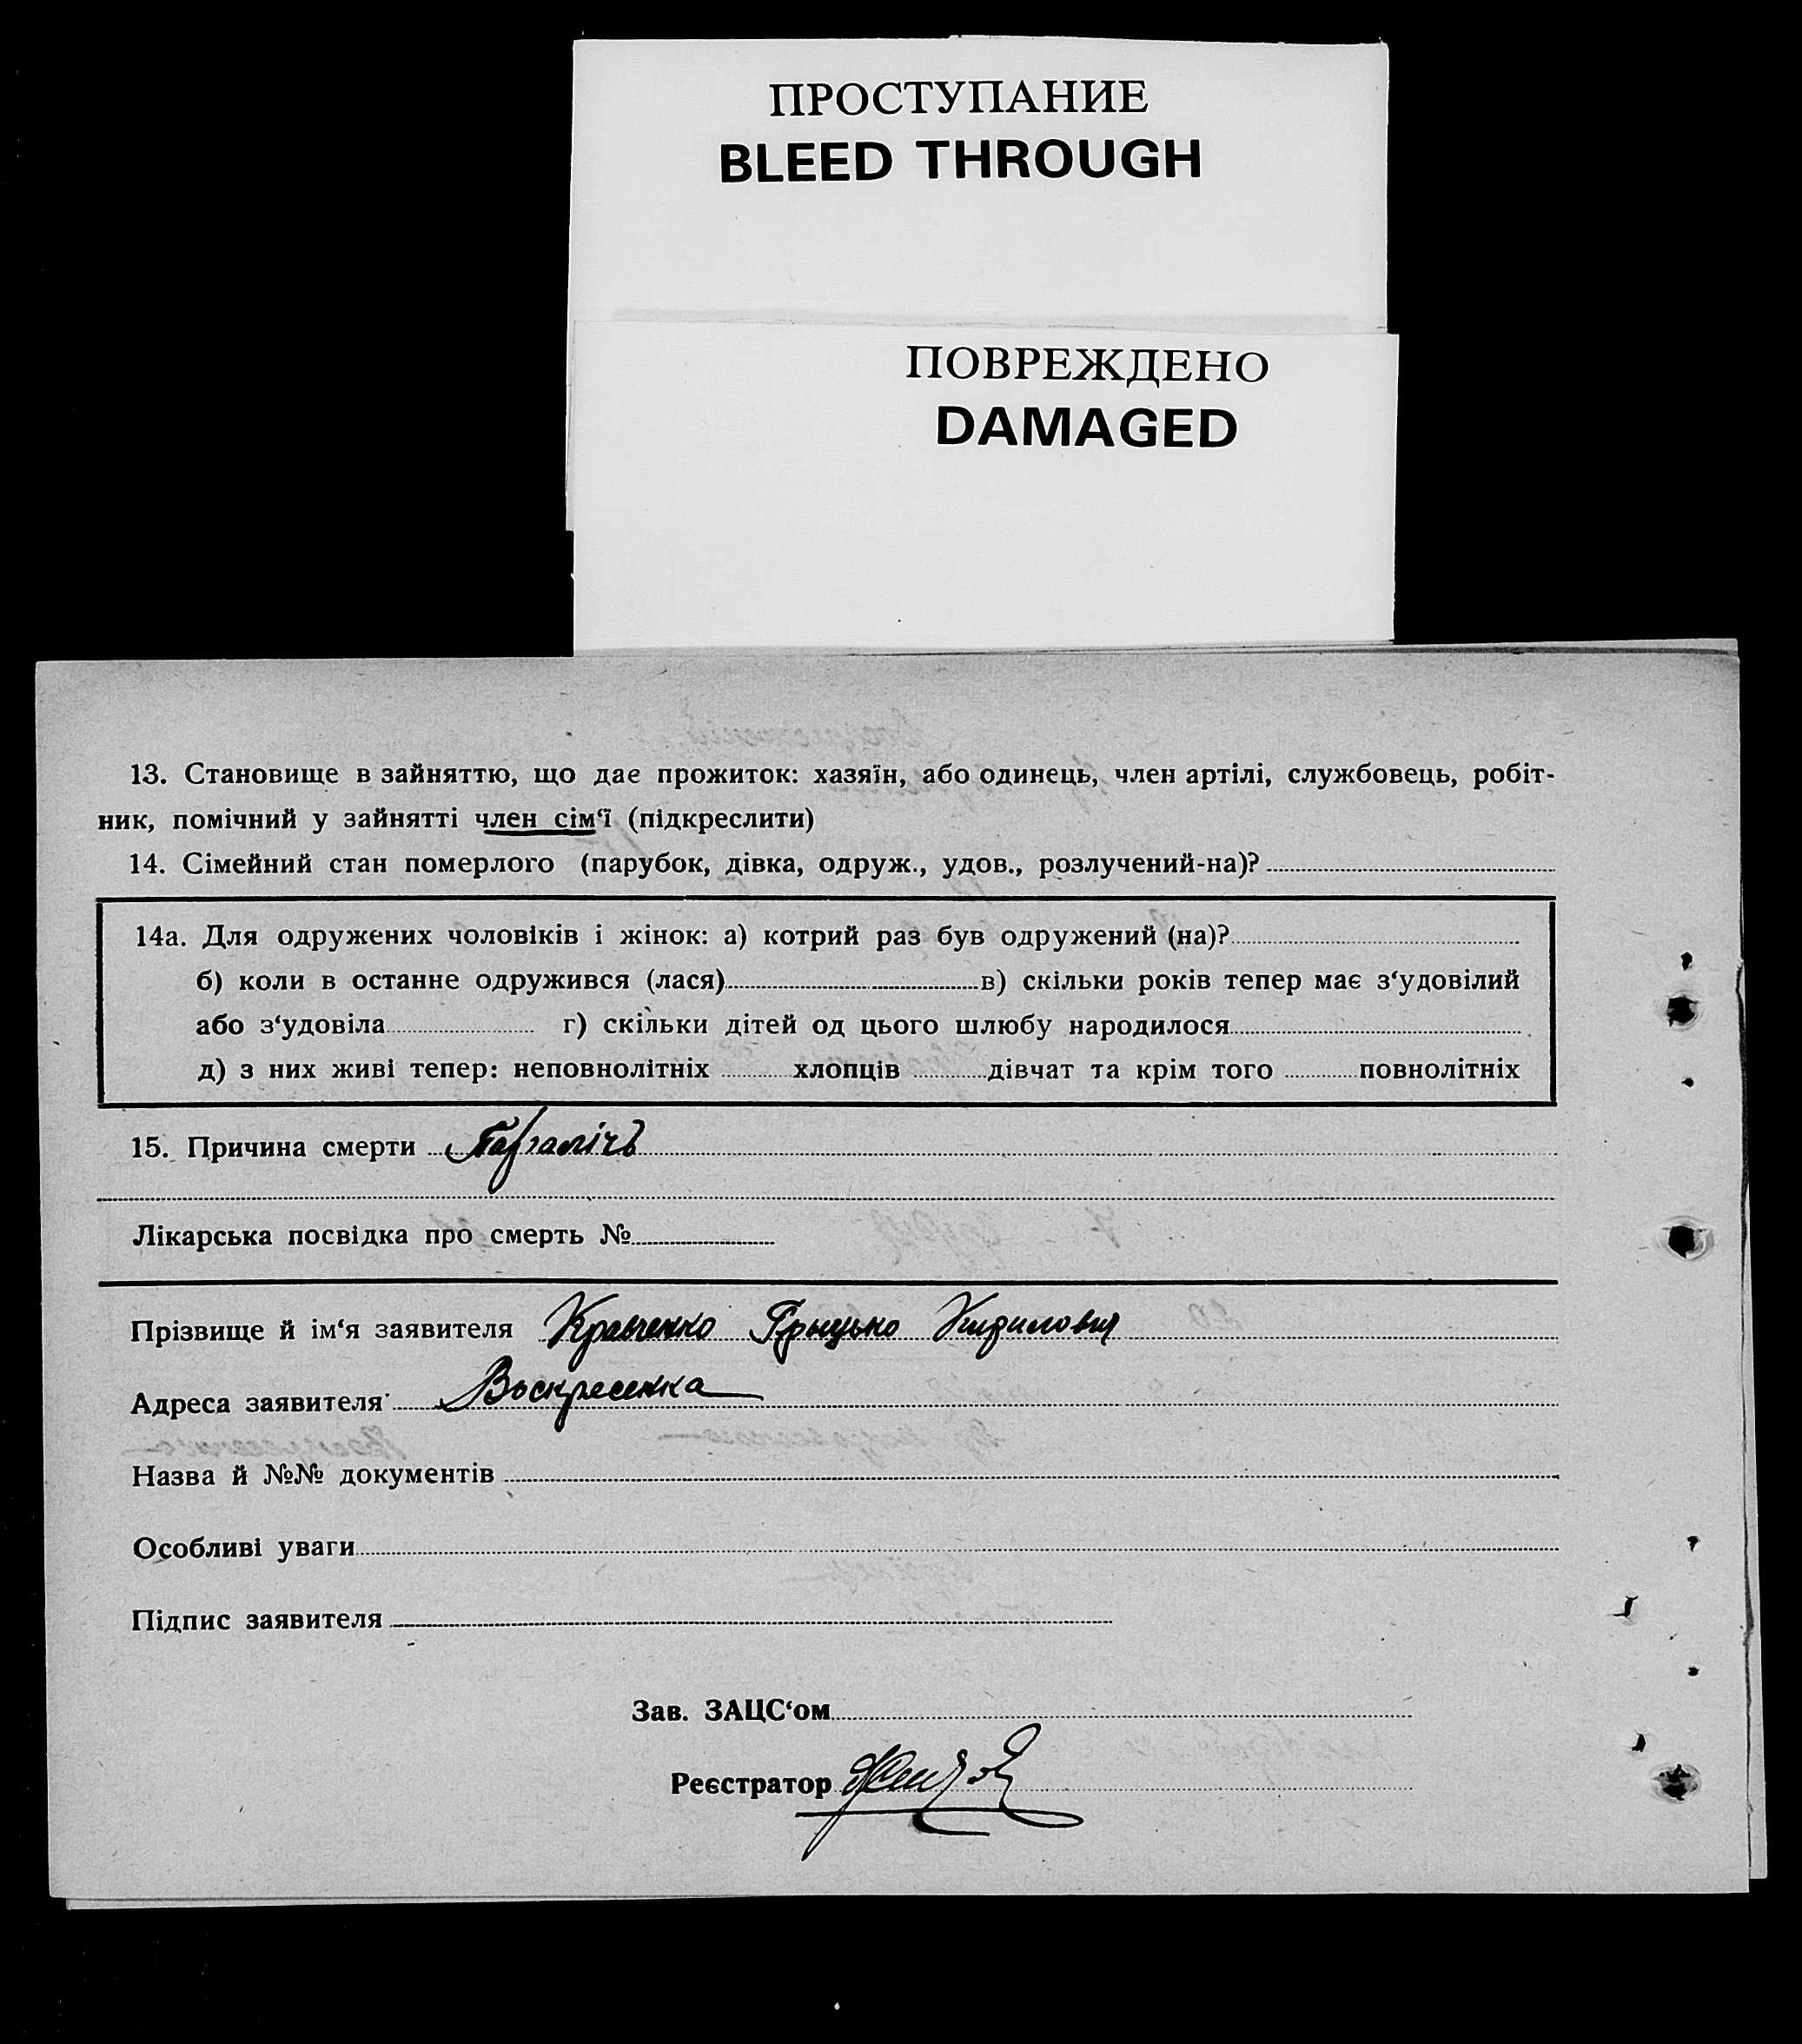 ПРОСТУПАНИЕ
BLEED THROUGH
ПОВРЕЖДЕНО
DAMAGED
13. Становище в зайняттю, що дає прожиток: хазяїн, або одинець, член артілі, службовець, робіт-
ник, помічний у зайнятті член сім‘ї (підкреслити)
14. Сімейний стан померлого (парубок, дівка, одруж., удов., розлучений-на)?
14а. Для одружених чоловіків і жінок: а) котрий раз був одружений (на)?
б) коли в останне одружився (лася) в) скільки років тепер має з‘удовілий
або з‘удовіла г) скільки дітей од цього шлюбу народилося
д) з них живі тепер: неповнолітніх хлопців дівчат та крім того повнолітніх
15. Причина смерти
Лікарська посвідка про смерть №
Прізвище й ім‘я заявителя Кравченко Грыцько Кирилович
Адреса заявителя Воскресенка
Назва й №№ документів
Особливі уваги
Підпис заявителя
Зав. ЗАЦС‘ом
Реєстратор